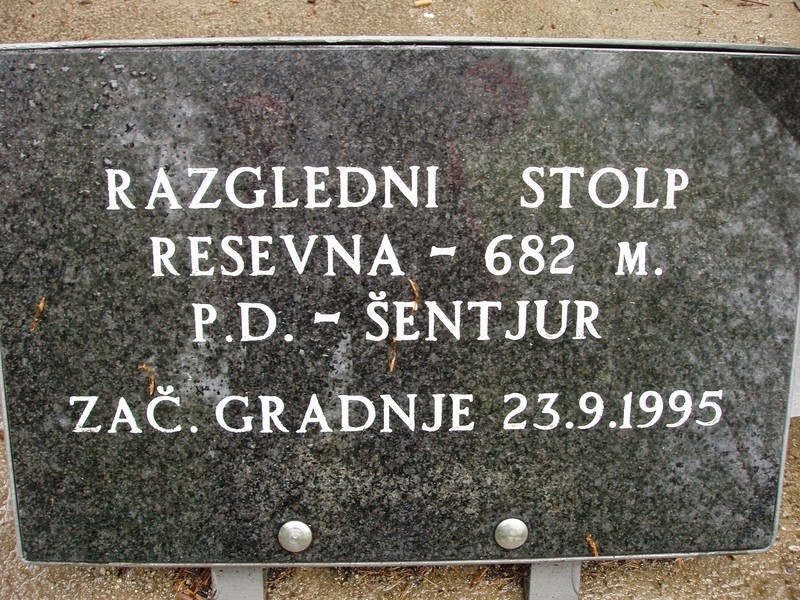 RAZGLEDNI STOLP
RESEVNA - 682 M.
P.D. - ŠENTJUR
ZAČ. GRADNJE 23.9.1995